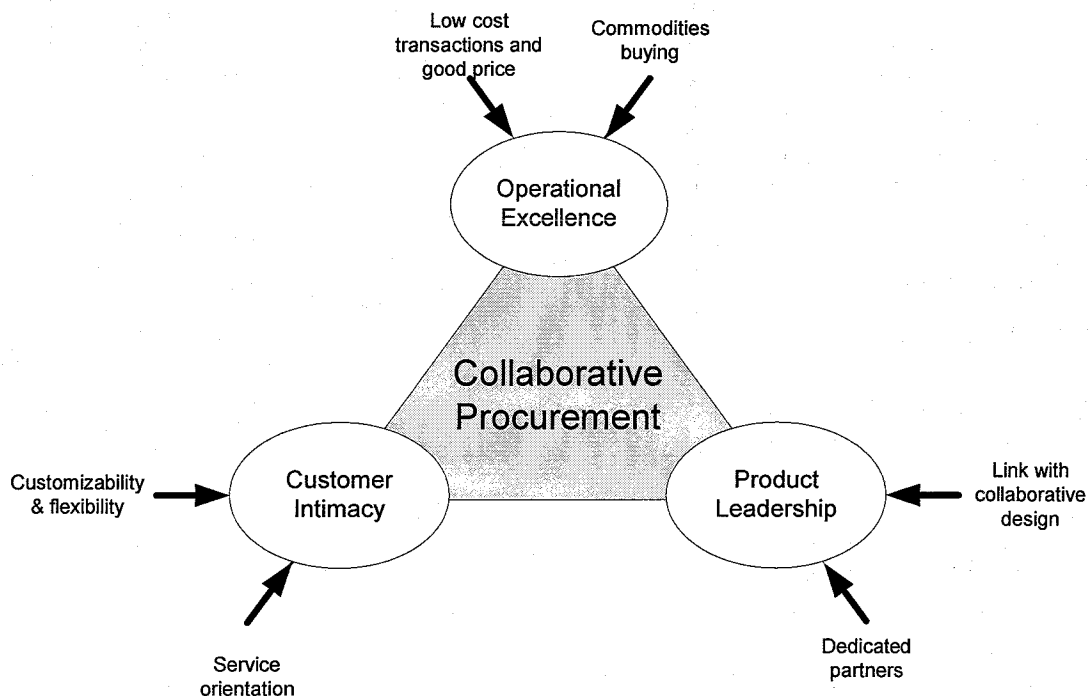 Low cost
transactions and
good price
Commodities
buying
Operational
Excellence
Collaborative
Procurement
Customizability
& flexibility
Customer
Intimacy
Product
Leadership
Link with
collaborative
design
Service
orientation
Dedicated
partners